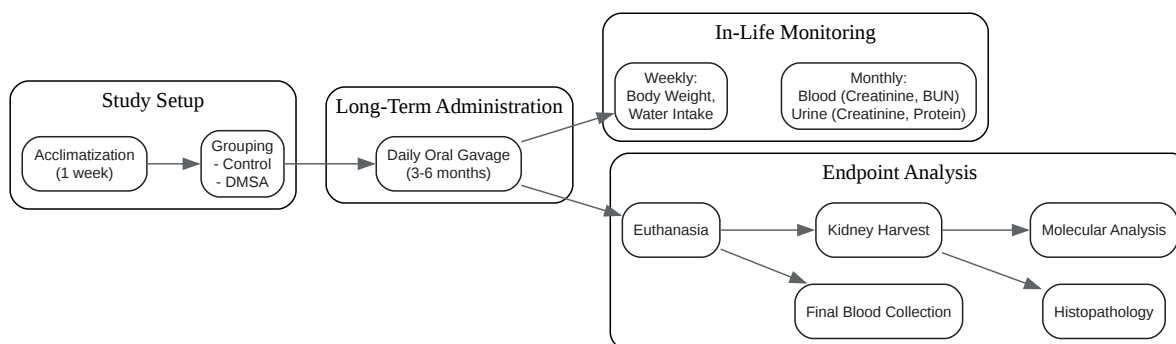 Study Setup
Acclimatization
(1 week)
Grouping
- Control
- DMSA
Long-Term Administration
Daily Oral Gavage
(3-6 months)
In-Life Monitoring
Weekly:
Body Weight,
Water Intake
Monthly:
Blood (Creatinine, BUN)
Urine (Creatinine, Protein)
Endpoint Analysis
Euthanasia
Kidney Harvest
Molecular Analysis
Final Blood Collection
Histopathology